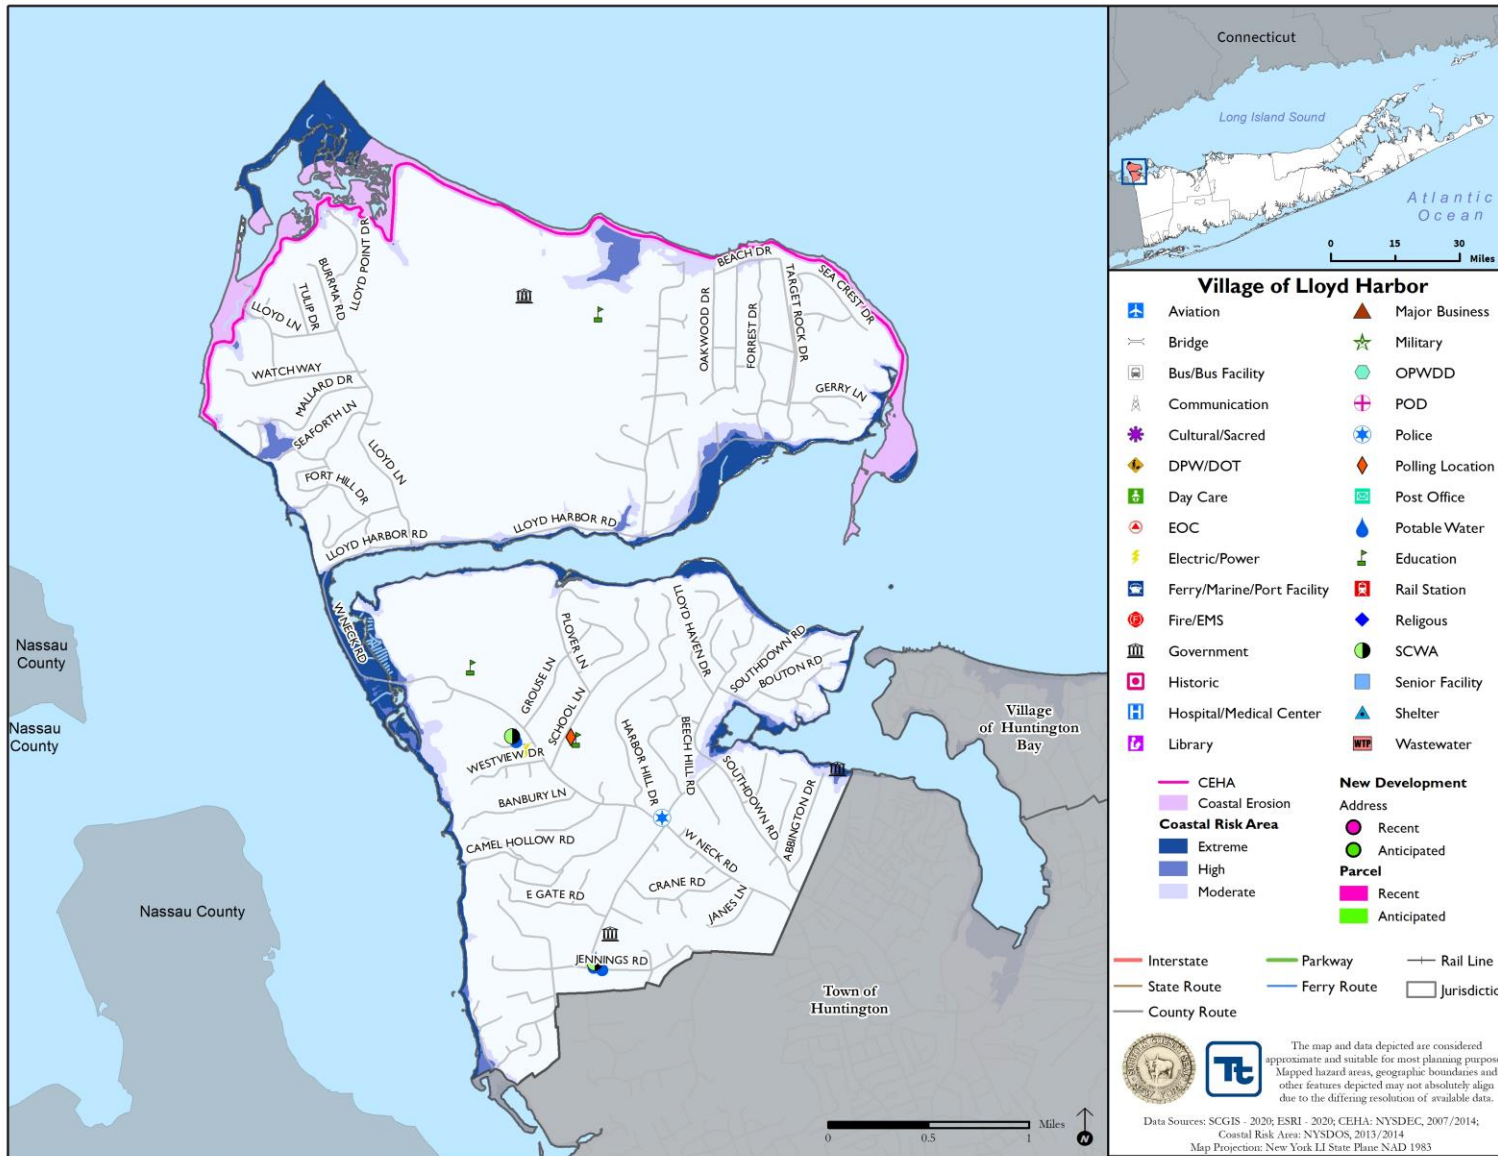 Connecticut
Long Island Sound
Atlantic
Ocean
0 15 30
Miles
Village of Lloyd Harbor
Aviation
Bridge
Bus/Bus Facility
Communication
Cultural/Sacred
DPW/DOT
Day Care
EOC
Electric/Power
Ferry/Marine/Port Facility
Fire/EMS
Government
Historic
Hospital/Medical Center
Library
Major Business
Military
OPWDD
POD
Police
Polling Location
Post Office
Potable Water
Education
Rail Station
Religous
SCWA
Senior Facility
Shelter
WTP Wastewater
CEHA
Coastal Erosion
Coastal Risk Area
Extreme
High
Moderate
New Development
Address
Recent
Anticipated
Parcel
Recent
Anticipated
Interstate
State Route
County Route
Parkway
Ferry Route
Rail Line
Jurisdictio
Tt
The map and data depicted are considered
approximate and suitable for most planning purpose
Mapped hazard areas, geographic boundaries and
other features depicted may not absolutely align
due to the differing resolution of available data.
Data Sources: SCGIS - 2020; ESRI - 2020; CEHA: NYSDEC, 2007/2014;
Coastal Risk Area: NYSDOS, 2013/2014
Map Projection: New York LI State Plane NAD 1983
LLOYD POINT DR
BURRMA RD
TULIP DR
LLOYD LN
WATCHWAY
MALLARD DR
SEAFORTH LN
LLOYD LN
FORT HILL DR
LLOYD HARBOR RD
LLOYD HARBOR RD
BEACH DR
OAKWOOD DR
FORREST DR
TARGET ROCK DR
SEA CREST DR
GERRY LN
W NECK RD
PLOVER LN
GROUSE LN
SCHOOL LN
LLOYD HAVEN DR
SOUTHDOWN RD
BOUTON RD
HARBOR HILL DR
BEECH HILL RD
WESTVIEW DR
BANBURY LN
SOUTHDOWN RD
ABBINGTON DR
CAMEL HOLLOW RD
W NECK RD
E GATE RD
CRANE RD
JANES LN
JENNINGS RD
Nassau
County
Nassau
County
Nassau County
Village
of Huntington
Bay
Town of
Huntington
0 0.5 1
Miles
N